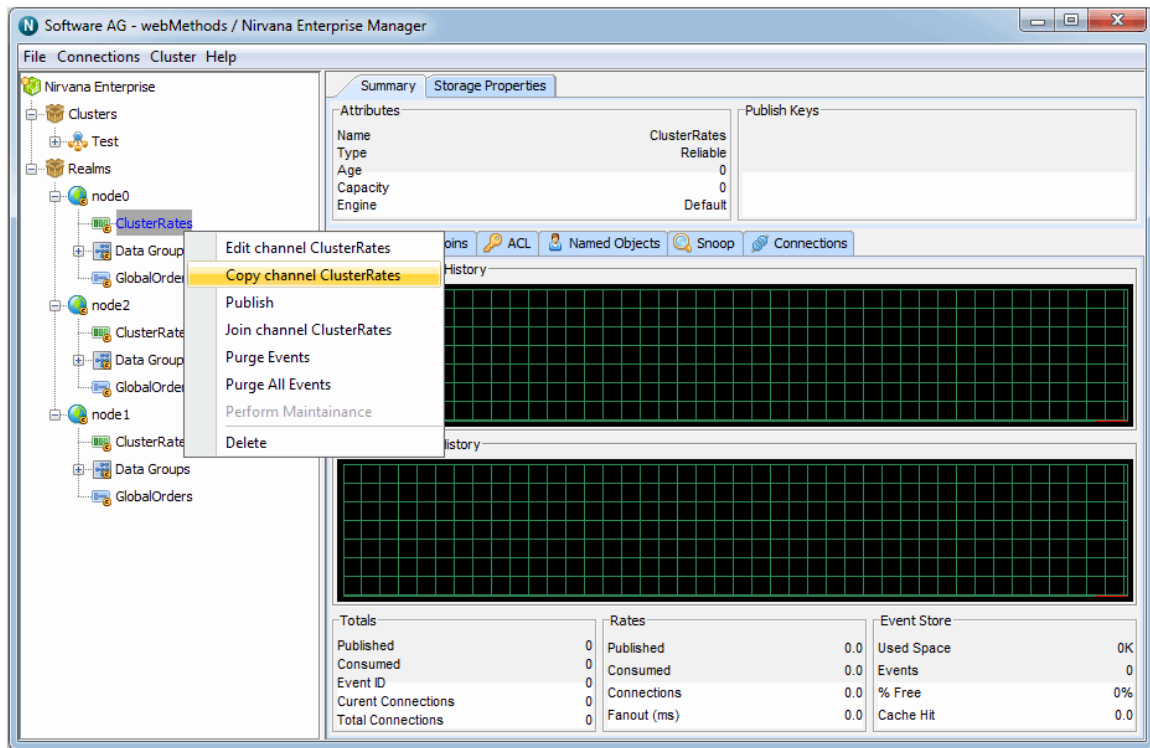 Software AG - webMethods / Nirvana Enterprise Manager
File Connections Cluster Help
Nirvana Enterprise
Clusters
Test
Realms
node0
ClusterRates
Data Group
GlobalOrder
node2
ClusterRate
Data Group
GlobalOrder
node1
ClusterRate
Data Groups
GlobalOrders
Edit channel ClusterRates
Copy channel ClusterRates
Publish
Join channel ClusterRates
Purge Events
Purge All Events
Perform Maintainance
Delete
Summary Storage Properties
Attributes
Name ClusterRates
Type Reliable
Age 0
Capacity 0
Engine Default
Publish Keys
oins ACL Named Objects Snoop Connections
History
History
Totals
Published 0
Consumed 0
Event ID 0
Curent Connections 0
Total Connections 0
Rates
Published 0.0
Consumed 0.0
Connections 0.0
Fanout (ms) 0.0
Event Store
Used Space 0K
Events 0
% Free 0%
Cache Hit 0.0